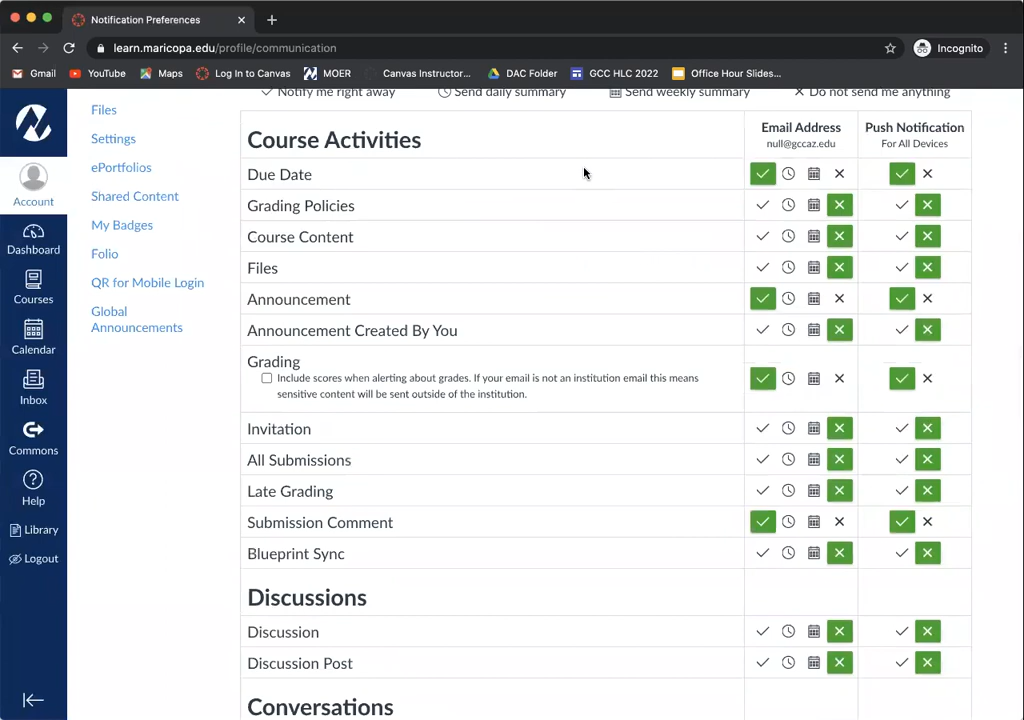 Notification Preferences
learn.maricopa.edu/profile/communication
Incognito
Gmail
YouTube
Maps
Log In to Canvas
MOER
Canvas Instructor...
DAC Folder
GCC HLC 2022
Office Hour Slides...
Account
Dashboard
Courses
Calendar
Inbox
Commons
Help
Library
Logout
Files
Settings
ePortfolios
Shared Content
My Badges
Folio
QR for Mobile Login
Global
Announcements
Notify me right away
Send daily summary
Send weekly summary
Do not send me anything
Course Activities
Email Address
null@gccaz.edu
Push Notification
For All Devices
Due Date
Grading Policies
Course Content
Files
Announcement
Announcement Created By You
Grading
Include scores when alerting about grades. If your email is not an institution email this means
sensitive content will be sent outside of the institution.
Invitation
All Submissions
Late Grading
Submission Comment
Blueprint Sync
Discussions
Discussion
Discussion Post
Conversations